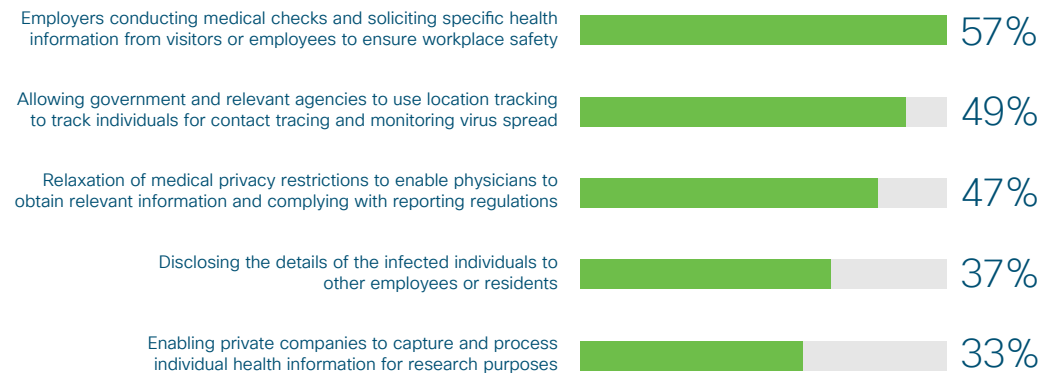 Employers conducting medical checks and soliciting specific health
information from visitors or employees to ensure workplace safety
57%
Allowing government and relevant agencies to use location tracking
to track individuals for contact tracing and monitoring virus spread
49%
Relaxation of medical privacy restrictions to enable physicians to
obtain relevant information and complying with reporting regulations
47%
Disclosing the details of the infected individuals to
other employees or residents
37%
Enabling private companies to capture and process
individual health information for research purposes
33%